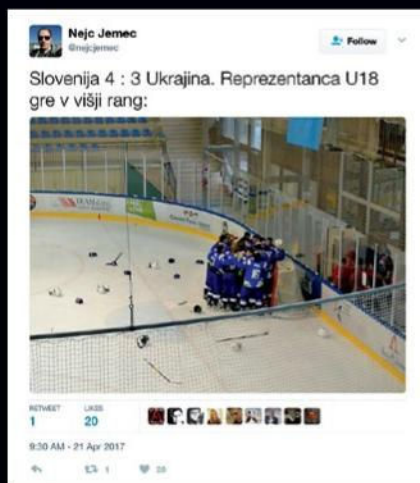 Nejc Jemec
@nejcjemec
Follow
Slovenija 4 : 3 Ukrajina. Reprezentanca U18
gre v višji rang:
RETWEET
1
LIKES
20
9:30 AM - 21 Apr 2017
1